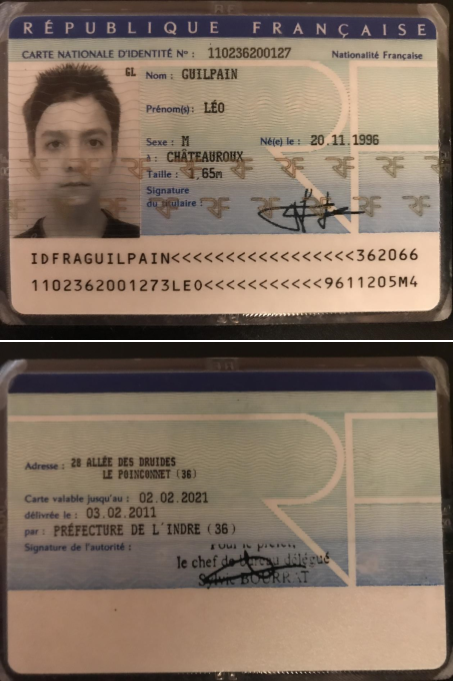 RÉPUBLIQUE FRANÇAISE
CARTE NATIONALE D'IDENTITÉ Nº : 110236200127 Nationalité Française
GL Nom : GUILPAIN
Prénom(s): LÉO
Sexe : M Né(e) le : 20.11.1996
à : CHÂTEAUROUX
Taille : 1,65m
Signature
du titulaire :
IDFRAGUILPAIN<<<<<<<<<<<<<<<<<362066
1102362001273LEO<<<<<<<<<<<9611205M4
Adresse : 28 ALLÉE DES DRUIDES
LE POINCONNET (36)
Carte valable jusqu'au : 02.02.2021
délivrée le : 03.02.2011
par : PRÉFECTURE DE L'INDRE (36)
Signature de l'autorité :
Pour le préfet,
le chef de bureau délégué
Sylvie BOURRAT